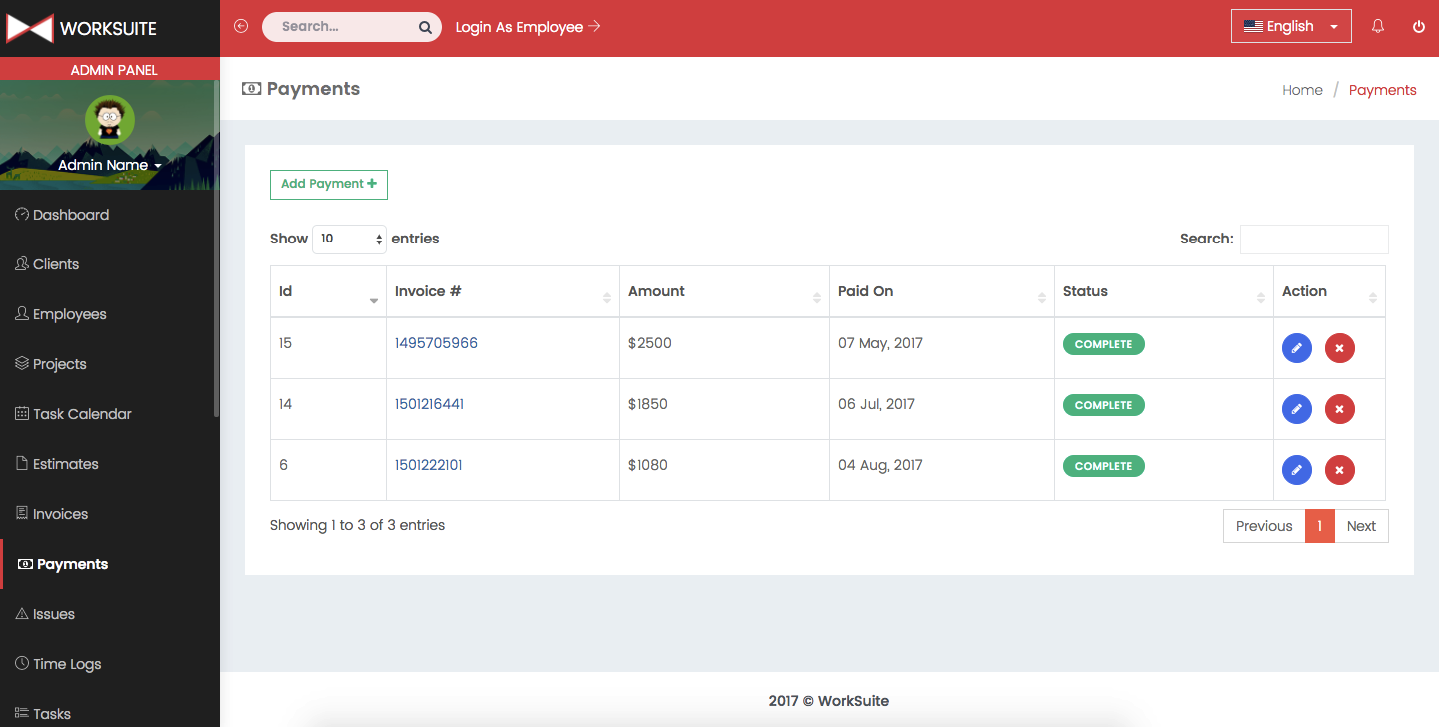 WORKSUITE
Search...
Login As Employee
English
ADMIN PANEL
Admin Name
Dashboard
Clients
Employees
Projects
Task Calendar
Estimates
Invoices
Payments
Issues
Time Logs
Tasks
Payments
Home / Payments
Add Payment +
Show 10 entries
Search:
Id Invoice # Amount Paid On Status Action
15 1495705966 $2500 07 May, 2017 COMPLETE
14 1501216441 $1850 06 Jul, 2017 COMPLETE
6 1501222101 $1080 04 Aug, 2017 COMPLETE
Showing 1 to 3 of 3 entries
Previous 1 Next
2017 © WorkSuite